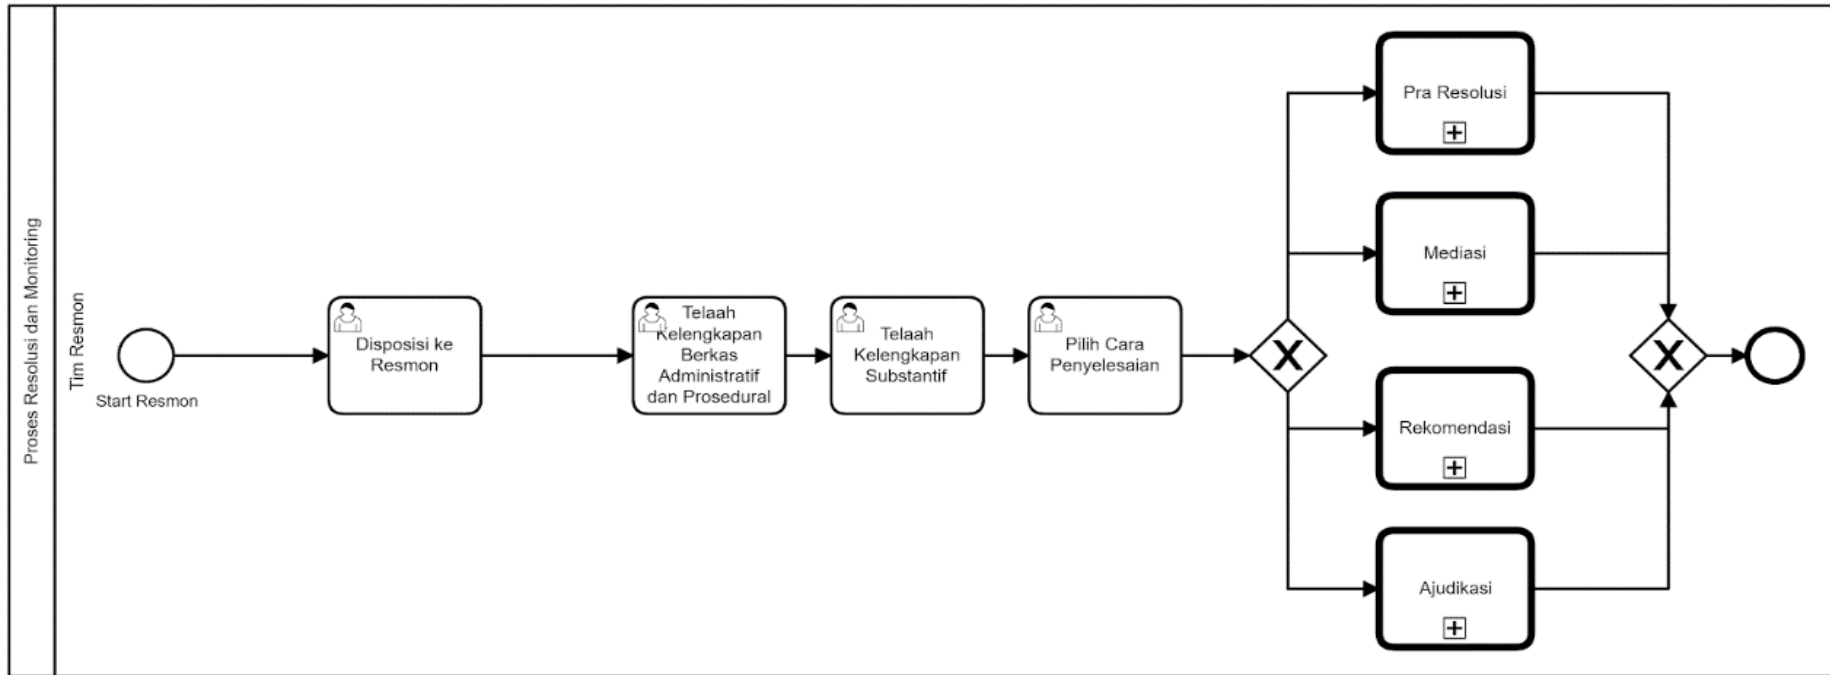 Proses Resolusi dan Monitoring
Tim Resmon
Start Resmon
Disposisi ke
Resmon
Telaah
Kelengkapan
Berkas
Administratif
dan Prosedural
Telaah
Kelengkapan
Substantif
Pilih Cara
Penyelesaian
Pra Resolusi
Mediasi
Rekomendasi
Ajudikasi